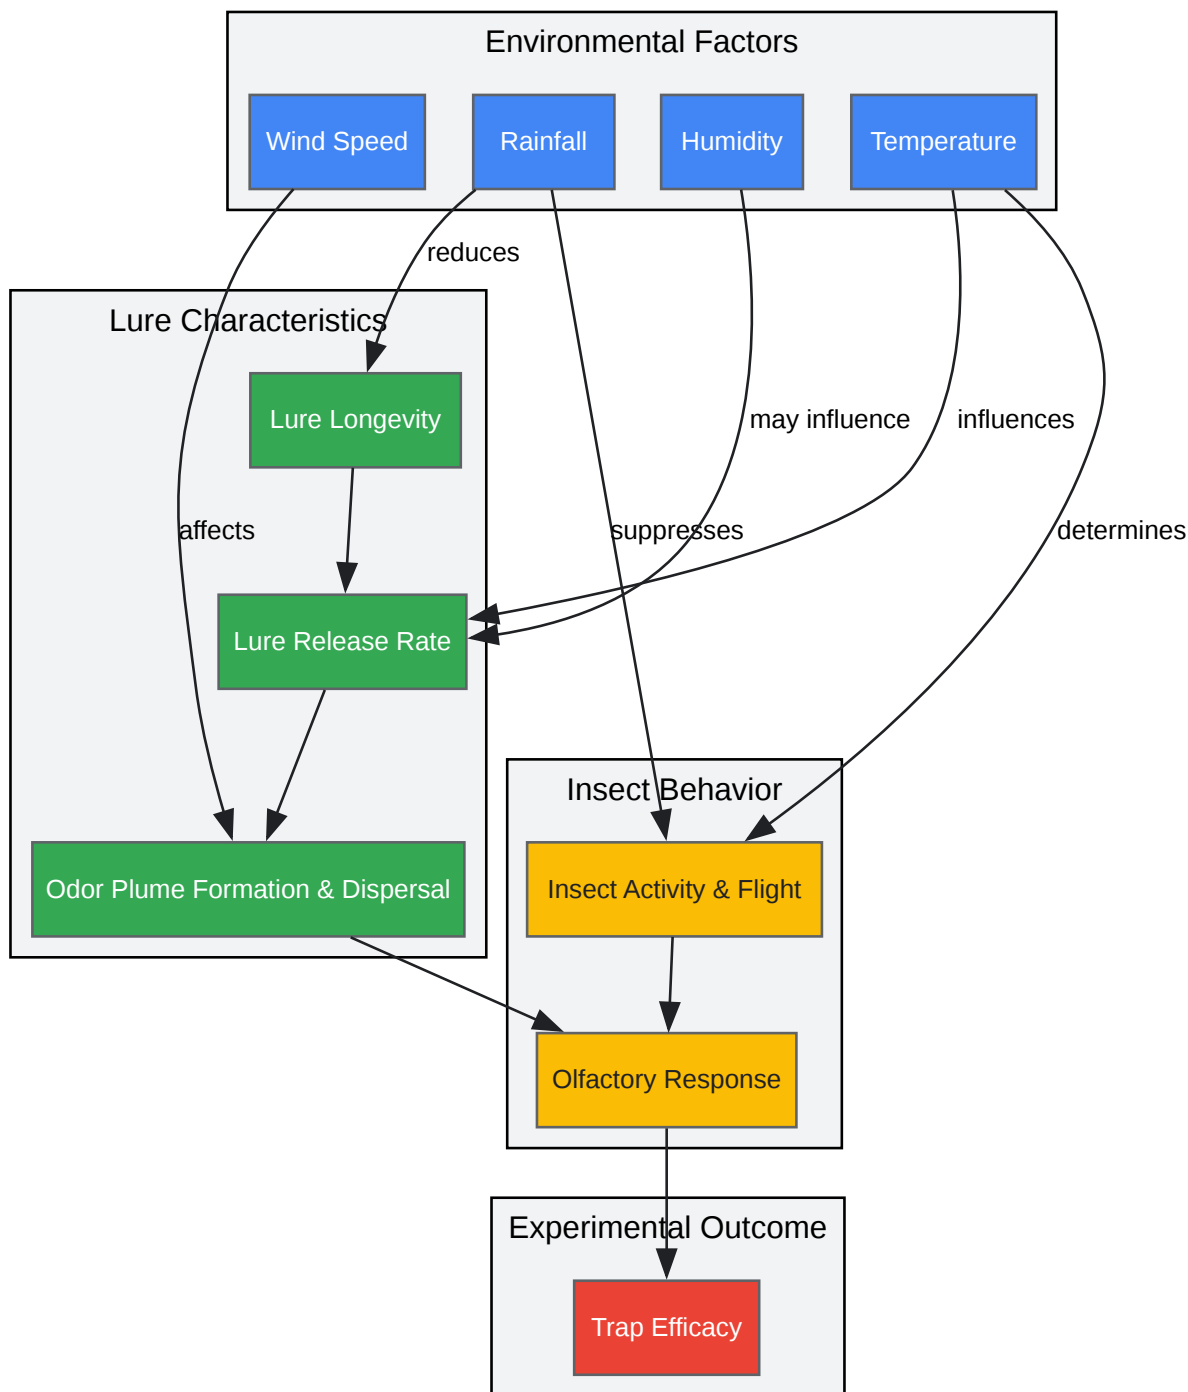 Environmental Factors
Wind Speed
Rainfall
Humidity
Temperature
reduces
Lure Characteristics
Lure Longevity
may influence
influences
affects
suppresses
determines
Lure Release Rate
Insect Behavior
Odor Plume Formation & Dispersal
Insect Activity & Flight
Olfactory Response
Experimental Outcome
Trap Efficacy